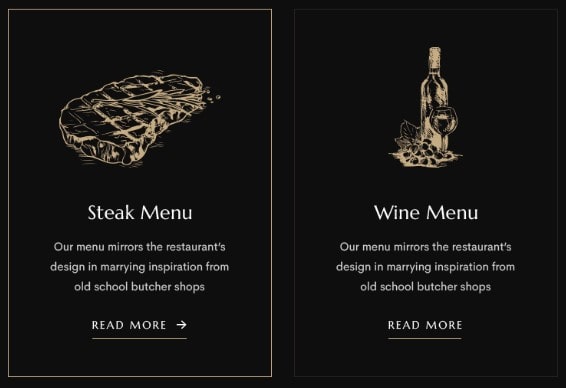 Steak Menu
Our menu mirrors the restaurant's
design in marrying inspiration from
old school butcher shops
READ MORE →
Wine Menu
Our menu mirrors the restaurant's
design in marrying inspiration from
old school butcher shops
READ MORE